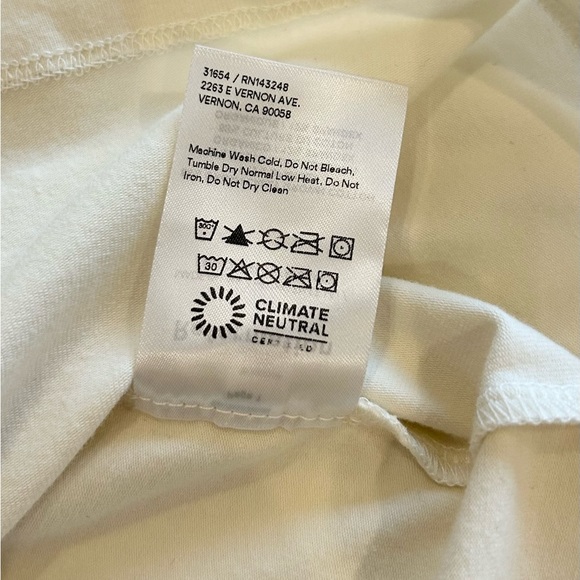 31654 / RN143248
2263 E VERNON AVE.
VERNON, CA 90058
Machine Wash Cold, Do Not Bleach,
Tumble Dry Normal Low Heat, Do Not
Iron, Do Not Dry Clean
30
CLIMATE
NEUTRAL